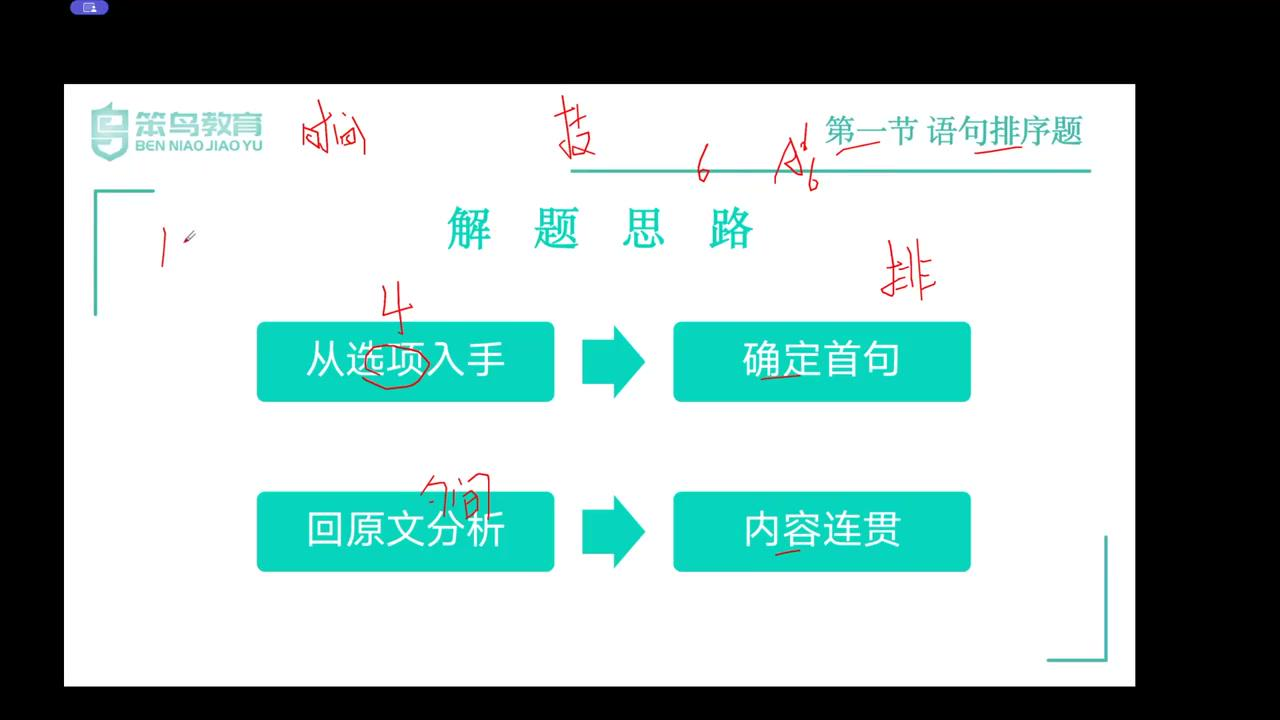 笨鸟教育
BEN NIAO JIAO YU
时间
技
6
第一节 语句排序题
解题思路
排
4
从选项入手
确定首句
句间
回原文分析
内容连贯